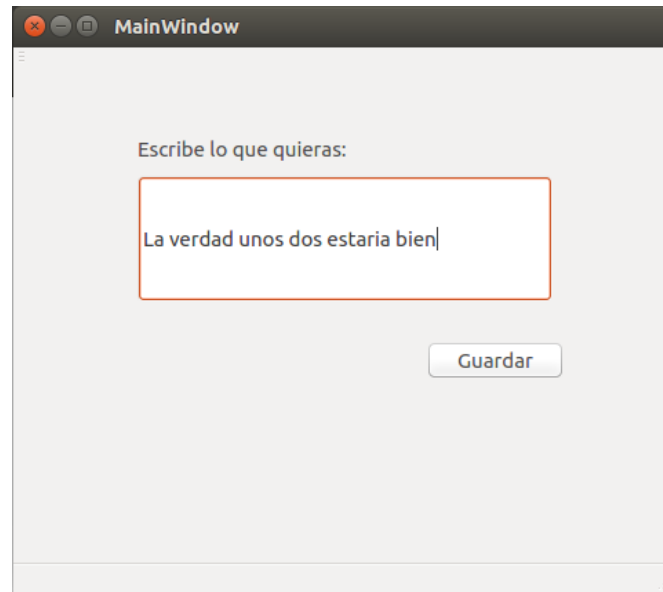 MainWindow
Escribe lo que quieras:
La verdad unos dos estaria bien
Guardar